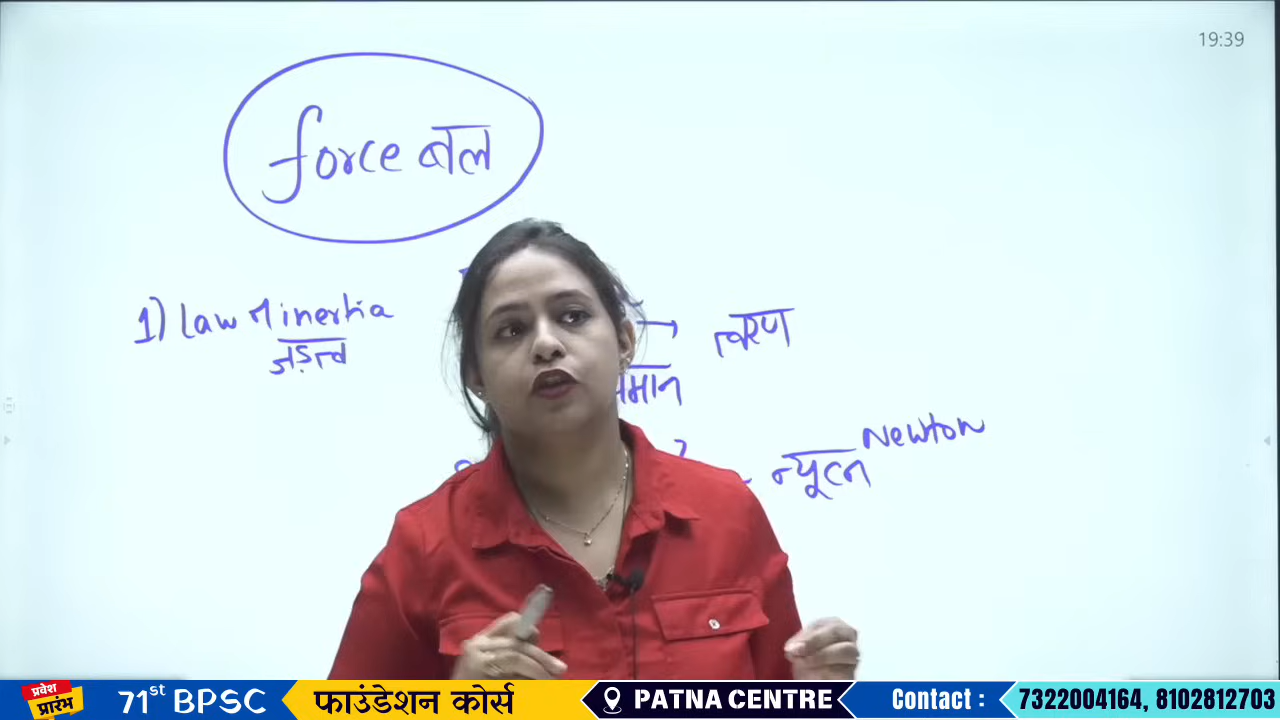 19:39
force बल
1) Law of inertia
जड़त्व
→ त्वरण
न्यूटन Newton
प्रवेश
प्रारंभ
71st BPSC
फाउंडेशन कोर्स
PATNA CENTRE
Contact :
7322004164, 8102812703